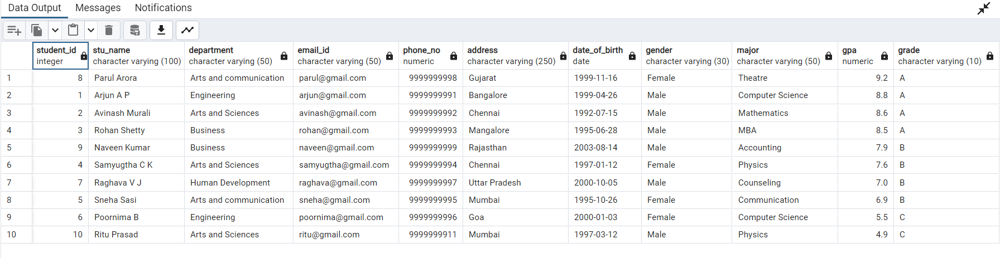 Data Output Messages Notifications
student_id stu_name department email_id phone_no address date_of_birth gender major gpa grade
integer character varying (100) character varying (50) character varying (50) numeric character varying (250) date character varying (30) character varying (50) numeric character varying (10)
1 8 Parul Arora Arts and communication parul@gmail.com 9999999998 Gujarat 1999-11-16 Female Theatre 9.2 A
2 1 Arjun A P Engineering arjun@gmail.com 9999999991 Bangalore 1999-04-26 Male Computer Science 8.8 A
3 2 Avinash Murali Arts and Sciences avinash@gmail.com 9999999992 Chennai 1992-07-15 Male Mathematics 8.6 A
4 3 Rohan Shetty Business rohan@gmail.com 9999999993 Mangalore 1995-06-28 Male MBA 8.5 A
5 9 Naveen Kumar Business naveen@gmail.com 9999999999 Rajasthan 2003-08-14 Male Accounting 7.9 B
6 4 Samyugtha C K Arts and Sciences samyugtha@gmail.com 9999999994 Chennai 1997-01-12 Female Physics 7.6 B
7 7 Raghava V J Human Development raghava@gmail.com 9999999997 Uttar Pradesh 2000-10-05 Male Counseling 7.0 B
8 5 Sneha Sasi Arts and communication sneha@gmail.com 9999999995 Mumbai 1995-10-26 Female Communication 6.9 B
9 6 Poornima B Engineering poornima@gmail.com 9999999996 Goa 2000-01-03 Female Computer Science 5.5 C
10 10 Ritu Prasad Arts and Sciences ritu@gmail.com 9999999911 Mumbai 1997-03-12 Male Physics 4.9 C